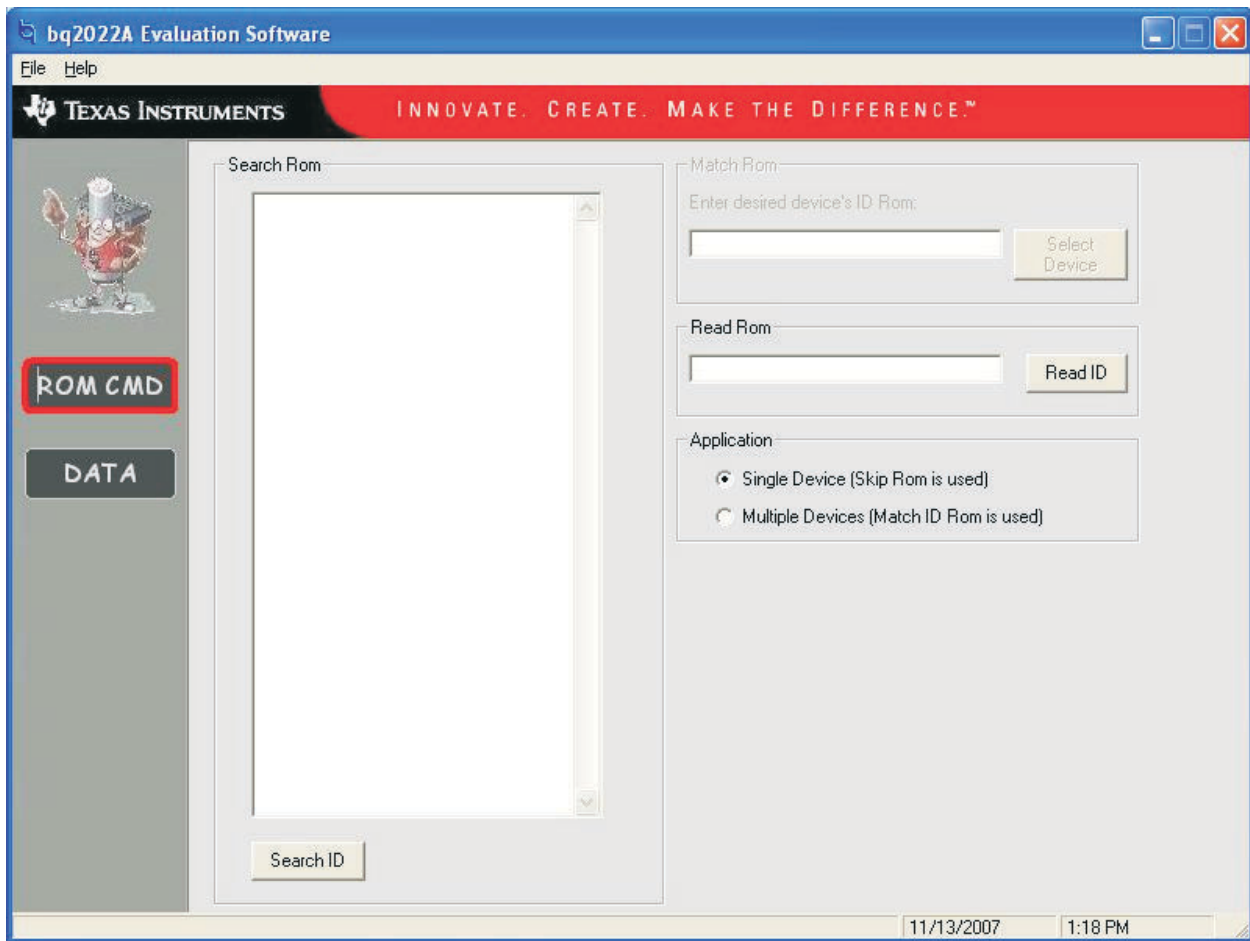 bq2022A Evaluation Software
File Help
TEXAS INSTRUMENTS
INNOVATE. CREATE. MAKE THE DIFFERENCE.™
ROM CMD
DATA
Search Rom
Search ID
Match Rom
Enter desired device's ID Rom:
Select
Device
Read Rom
Read ID
Application
Single Device (Skip Rom is used)
Multiple Devices (Match ID Rom is used)
11/13/2007 1:18 PM